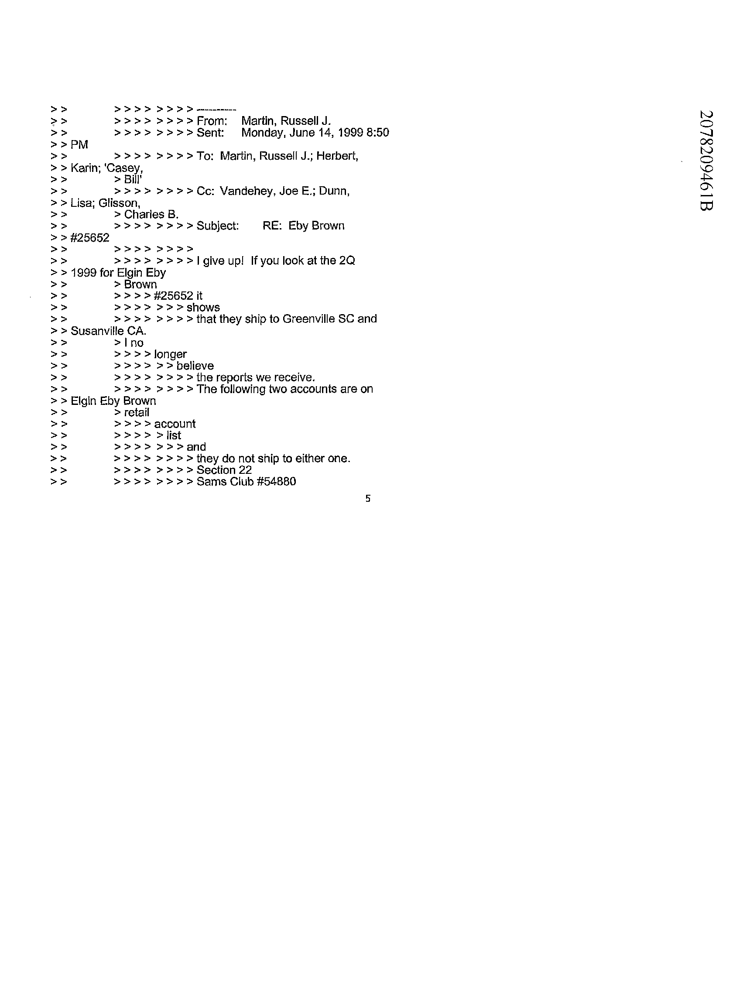 > >          > > > >  > > > > ----------
> >          > > > >  > > > > From:    Martin, Russell J.
> >          > > > >  > > > > Sent:    Monday, June 14, 1999 8:50
> > PM
> >          > > > >  > > > > To:  Martin, Russell J.; Herbert,
> > Karin; 'Casey,
> >          > Bill'
> >          > > > >  > > > > Cc:  Vandehey, Joe E.; Dunn,
> > Lisa; Glisson,
> >          > Charles B.
> >          > > > >  > > > > Subject:      RE:  Eby Brown
> > #25652
> >          > > > >  > > > >
> >          > > > >  > > > > I give up!  If you look at the 2Q
> > 1999 for Elgin Eby
> >          > Brown
> >          > > > > #25652 it
> >          > > > >  > > > shows
> >          > > > >  > > > > that they ship to Greenville SC and
> > Susanville CA.
> >          > I no
> >          > > > > longer
> >          > > > >  > > believe
> >          > > > >  > > > > the reports we receive.
> >          > > > >  > > > > The following two accounts are on
> > Elgin Eby Brown
> >          > retail
> >          > > > > account
> >          > > > >  > list
> >          > > > >  > > > and
> >          > > > >  > > > > they do not ship to either one.
> >          > > > >  > > > > Section 22
> >          > > > >  > > > > Sams Club #54880
5
2078209461B